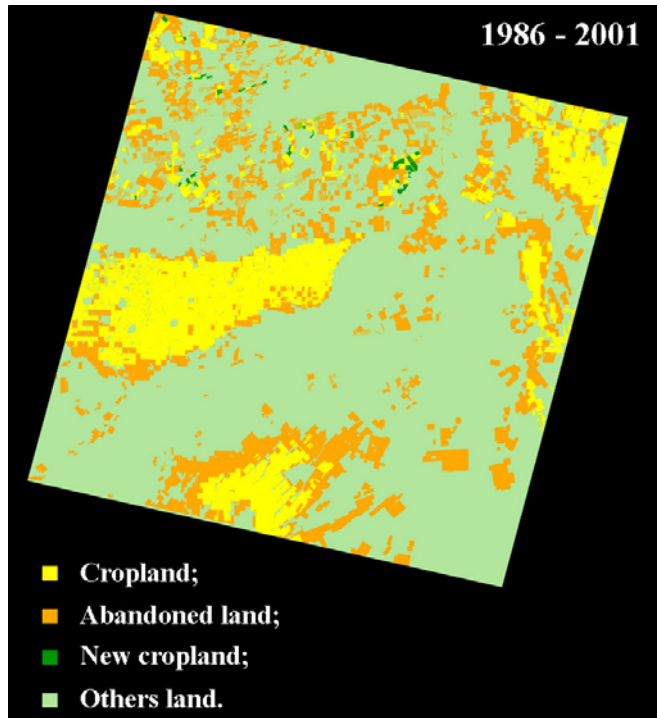 1986 - 2001
Cropland;
Abandoned land;
New cropland;
Others land.